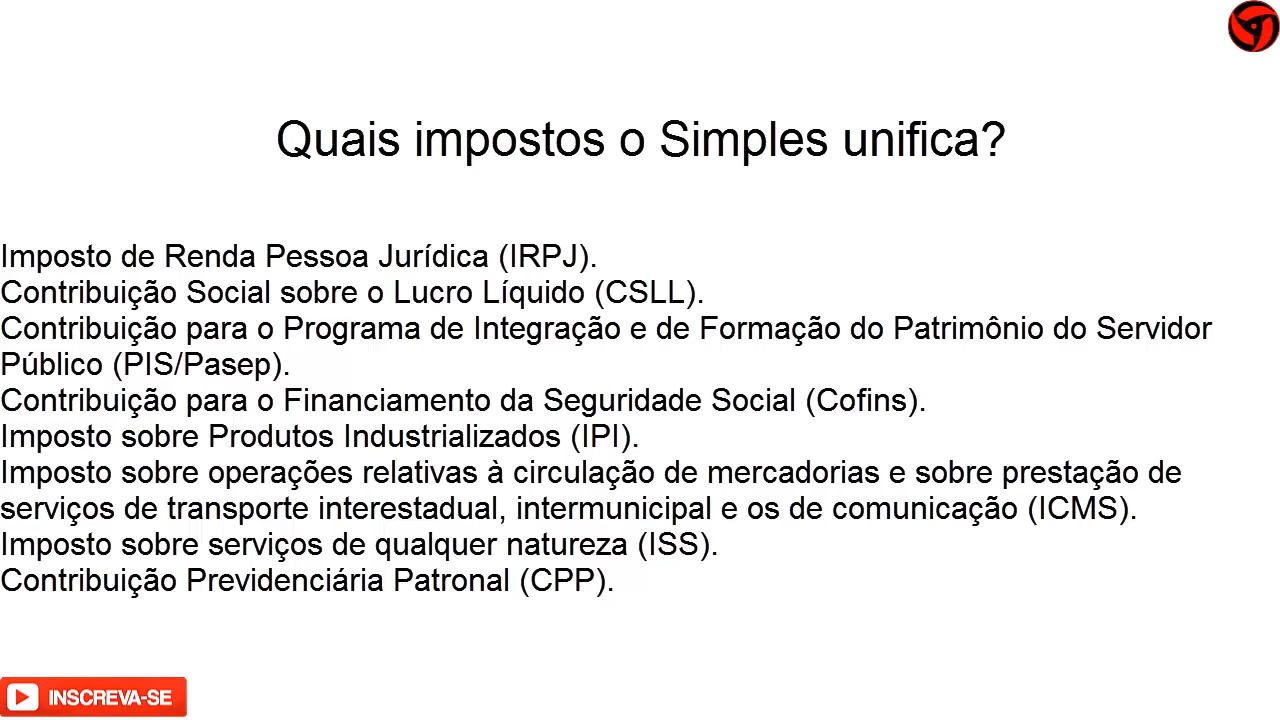 Quais impostos o Simples unifica?
Imposto de Renda Pessoa Jurídica (IRPJ).
Contribuição Social sobre o Lucro Líquido (CSLL).
Contribuição para o Programa de Integração e de Formação do Patrimônio do Servidor
Público (PIS/Pasep).
Contribuição para o Financiamento da Seguridade Social (Cofins).
Imposto sobre Produtos Industrializados (IPI).
Imposto sobre operações relativas à circulação de mercadorias e sobre prestação de
serviços de transporte interestadual, intermunicipal e os de comunicação (ICMS).
Imposto sobre serviços de qualquer natureza (ISS).
Contribuição Previdenciária Patronal (CPP).
INSCREVA-SE